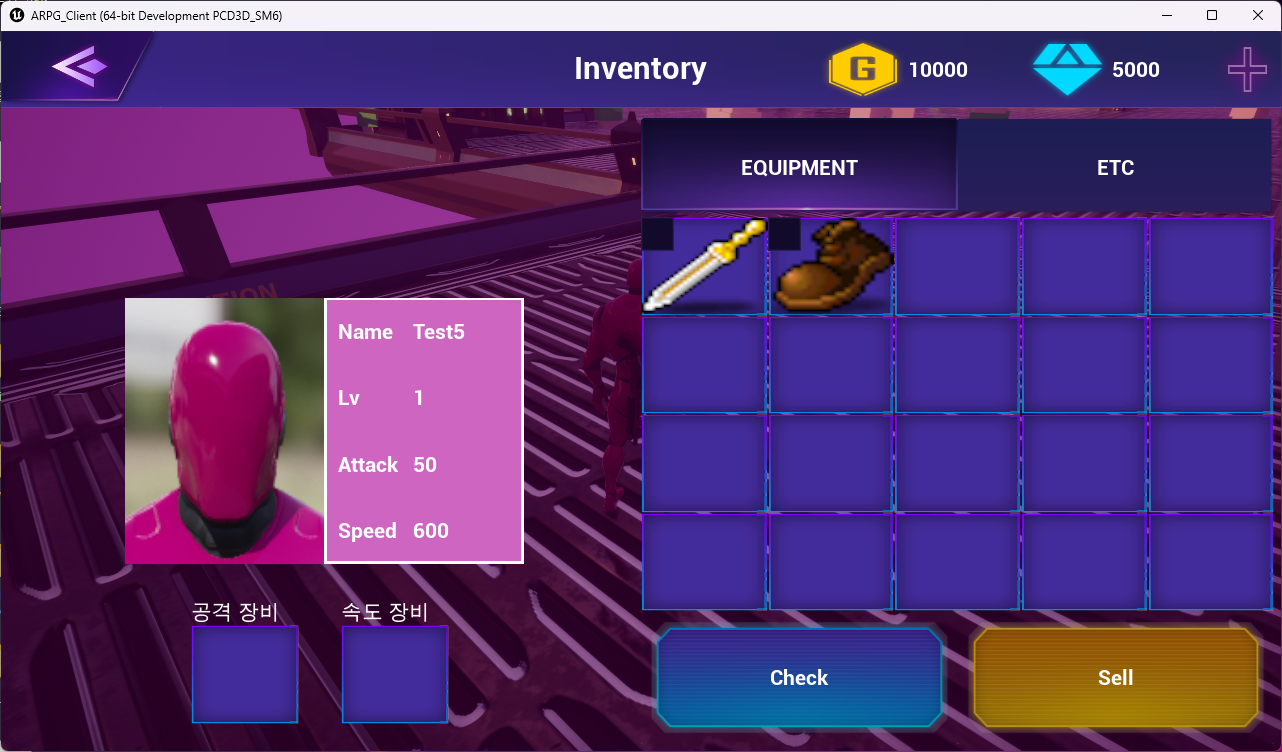 ARPG_Client (64-bit Development PCD3D_SM6)
Inventory
G
10000
5000
EQUIPMENT
ETC
TION
Name Test5
Lv 1
Attack 50
Speed 600
공격 장비
속도 장비
Check
Sell